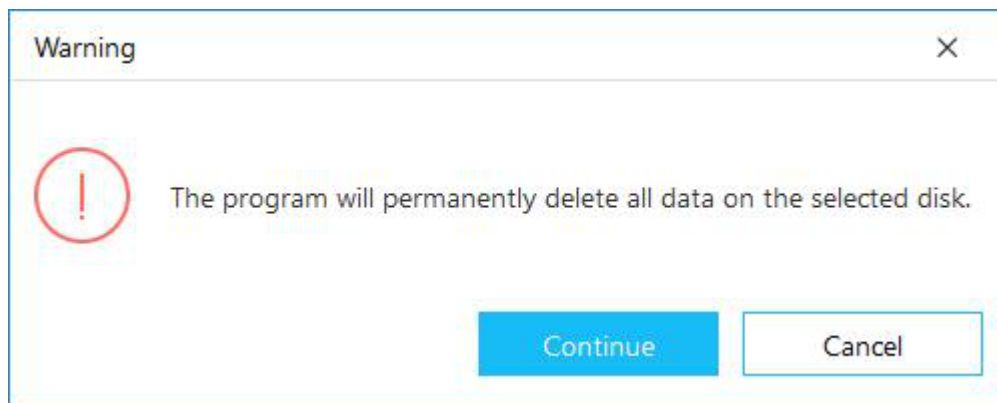 Warning
The program will permanently delete all data on the selected disk.
Continue
Cancel